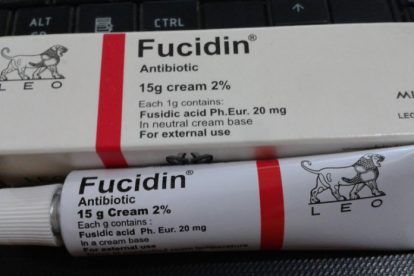 ALT
CTRL
Fucidin®
Antibiotic
15g cream 2%
Each 1g contains:
Fusidic acid Ph.Eur. 20 mg
In neutral cream base
For external use
LEO
LEO
Fucidin®
Antibiotic
15 g Cream 2%
Each g contains:
Fusidic acid Ph.Eur. 20 mg
In a cream base
LEO